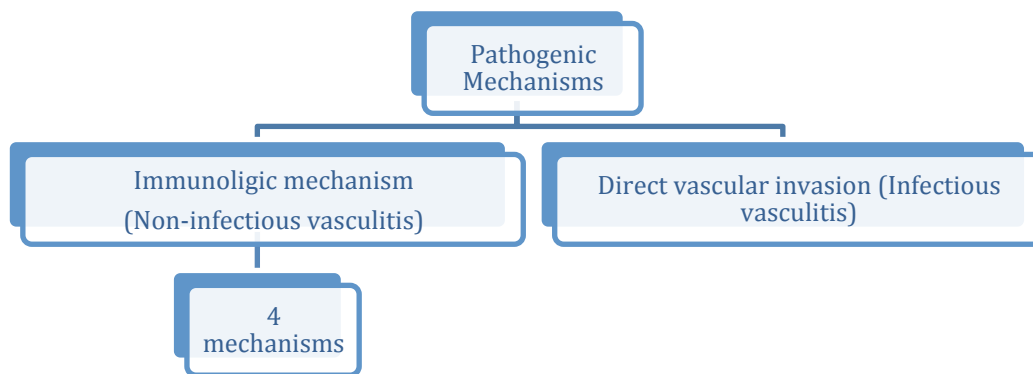 Pathogenic
Mechanisms
Immunoligic mechanism
(Non-infectious vasculitis)
Direct vascular invasion (Infectious
vasculitis)
4
mechanisms